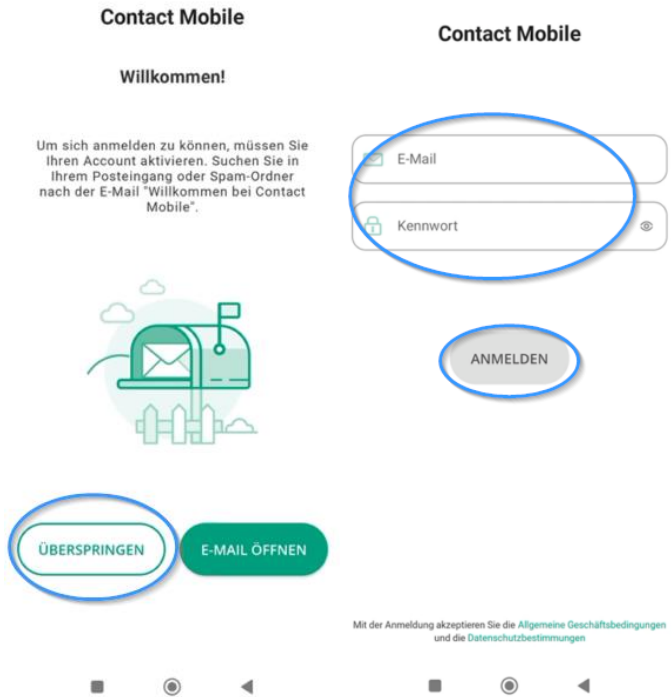 Contact Mobile
Willkommen!
Um sich anmelden zu können, müssen Sie
Ihren Account aktivieren. Suchen Sie in
Ihrem Posteingang oder Spam-Ordner
nach der E-Mail "Willkommen bei Contact
Mobile".
ÜBERSPRINGEN
E-MAIL ÖFFNEN
Contact Mobile
E-Mail
Kennwort
ANMELDEN
Mit der Anmeldung akzeptieren Sie die Allgemeine Geschäftsbedingungen
und die Datenschutzbestimmungen